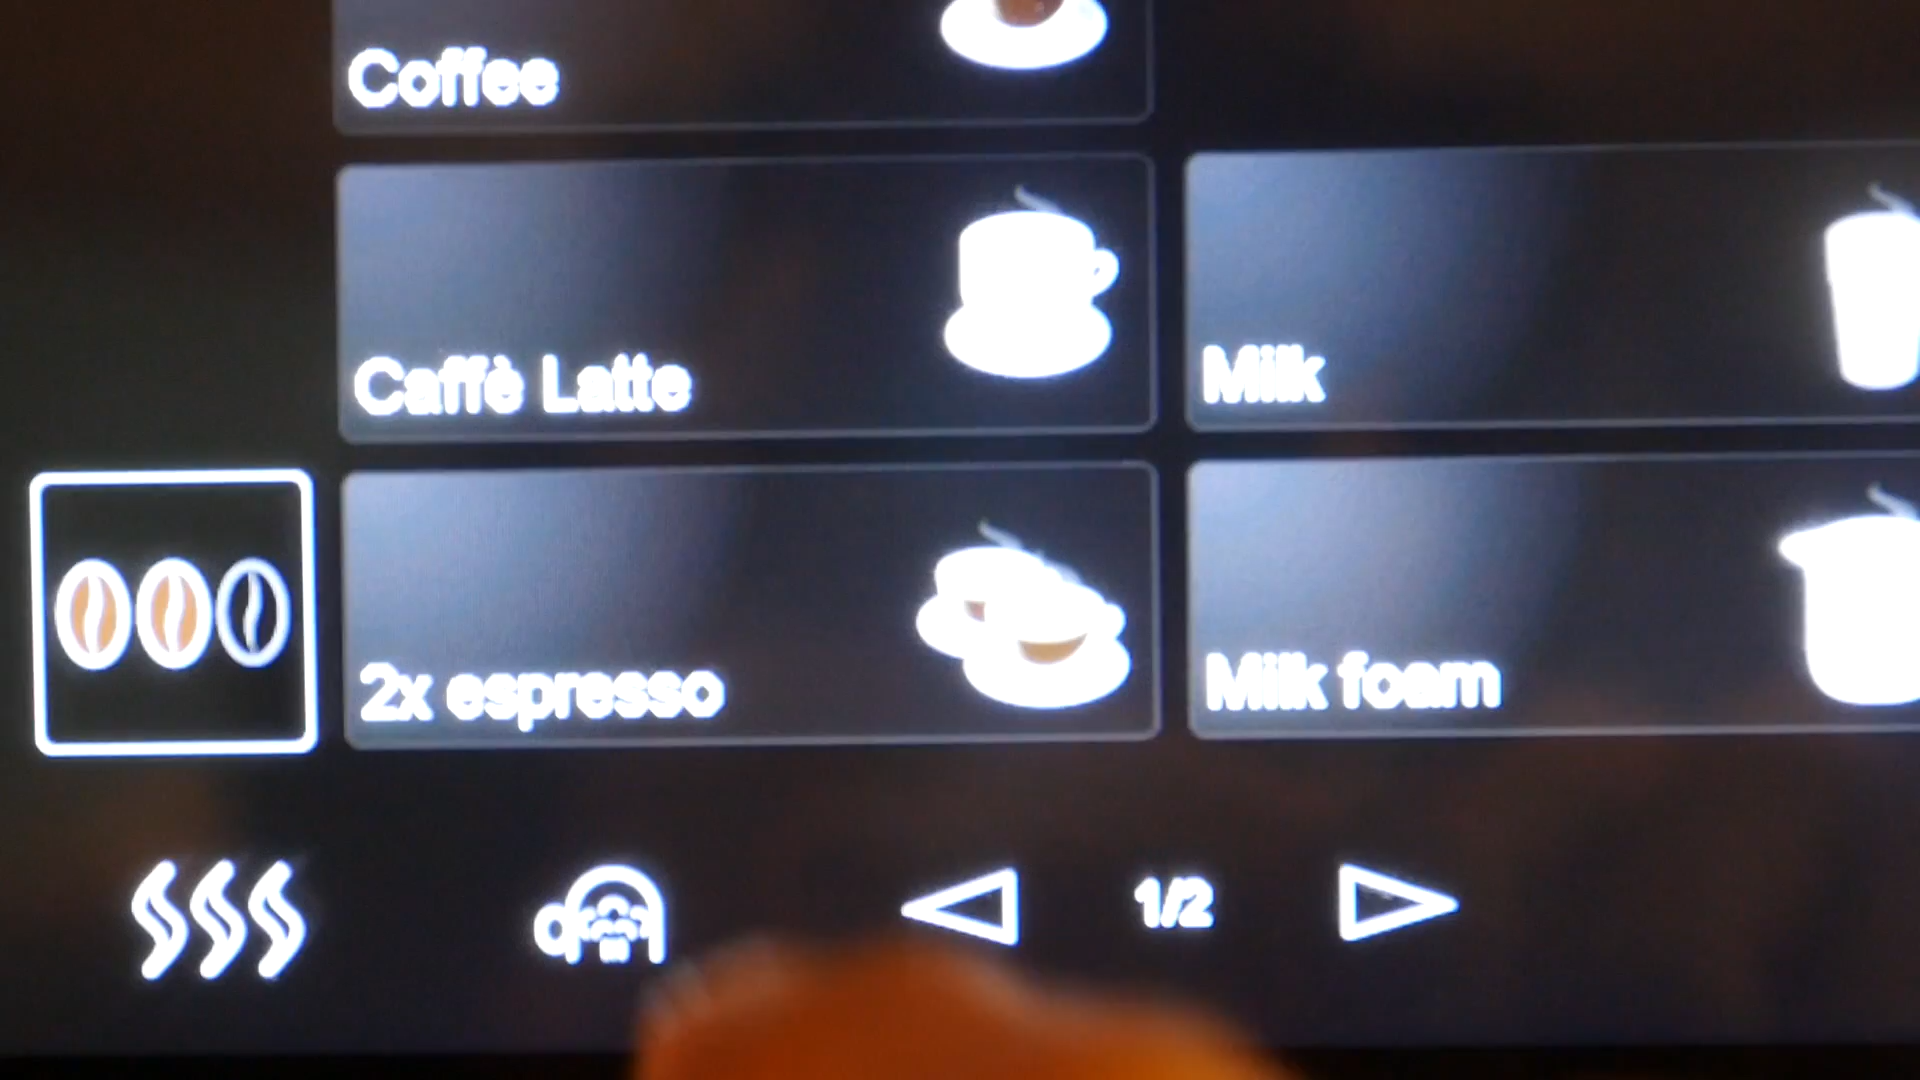 Coffee
Caffè Latte
Milk
2x espresso
Milk foam
1/2